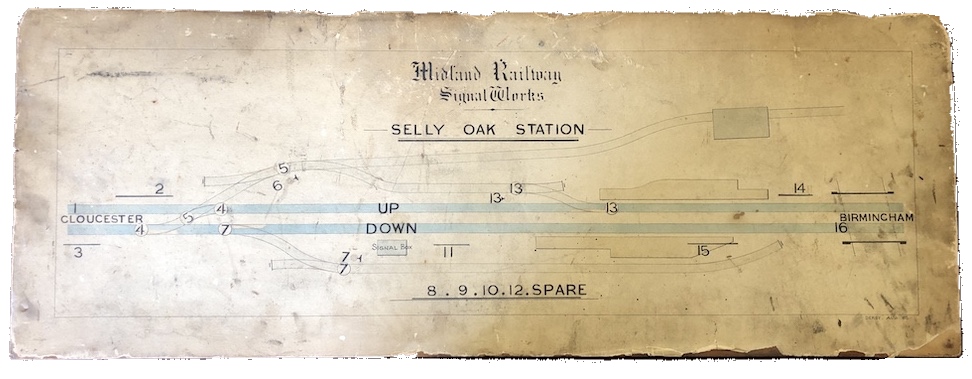 Midland Railway
Signal Works
SELLY OAK STATION
5
6
2
13
14
13
1
5
4
UP
13
GLOUCESTER
BIRMINGHAM
4
7
DOWN
16
3
7
SIGNAL BOX
11
15
7
8.9.10.12.SPARE